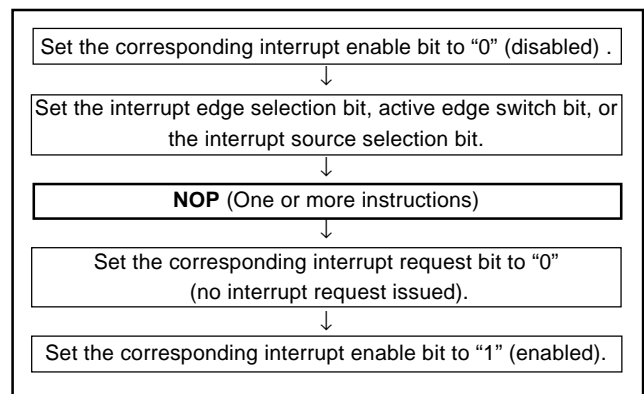 Set the corresponding interrupt enable bit to “0” (disabled) .
↓
Set the interrupt edge selection bit, active edge switch bit, or
the interrupt source selection bit.
↓
NOP (One or more instructions)
↓
Set the corresponding interrupt request bit to “0”
(no interrupt request issued).
↓
Set the corresponding interrupt enable bit to “1” (enabled).